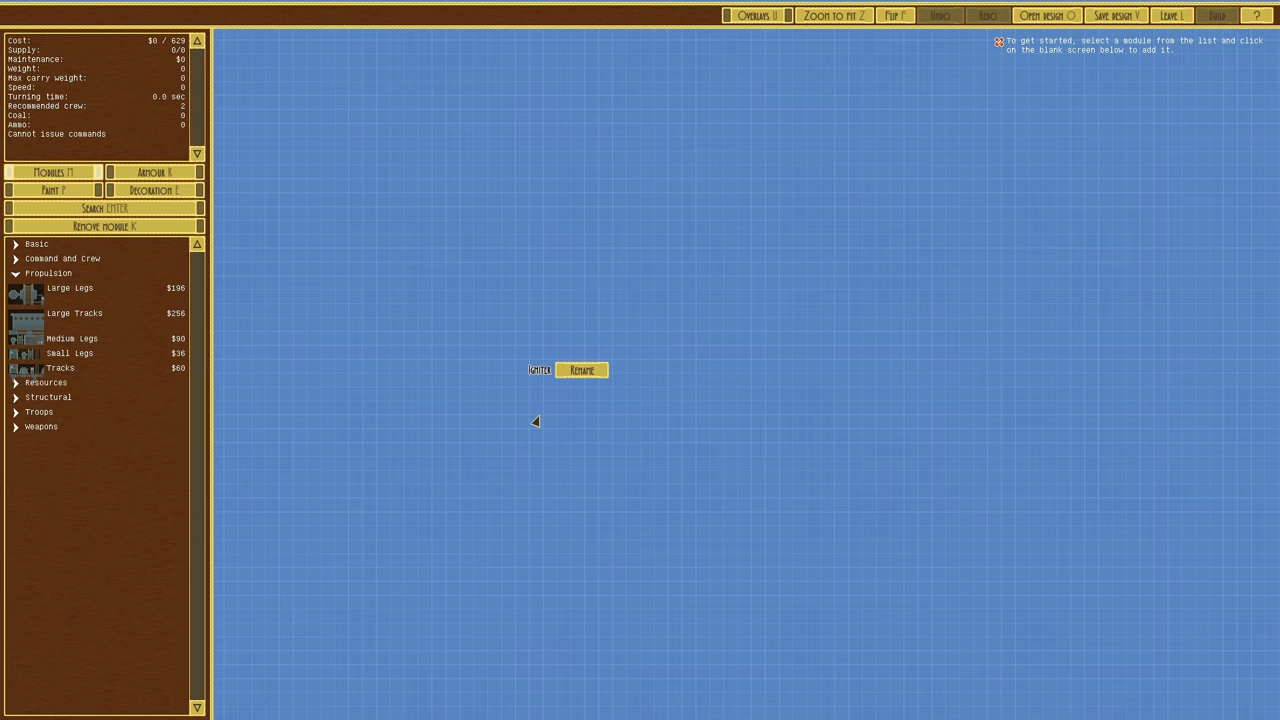 Overlays U
Zoom to fit Z
Flip F
Undo
Redo
Open design O
Save design V
Leave L
Build
?
Cost: $0 / 629
Supply: 0/0
Maintenance: $0
Weight: 0
Max carry weight: 0
Speed: 0
Turning time: 0.0 sec
Recommended crew: 2
Coal: 0
Ammo: 0
Cannot issue commands
To get started, select a module from the list and click
on the blank screen below to add it.
Modules M
Armour R
Paint P
Decoration E
Search ENTER
Remove module K
Basic
Command and Crew
Propulsion
Large Legs $196
Large Tracks $256
Medium Legs $90
Small Legs $36
Tracks $60
Resources
Structural
Troops
Weapons
Igniter
Rename